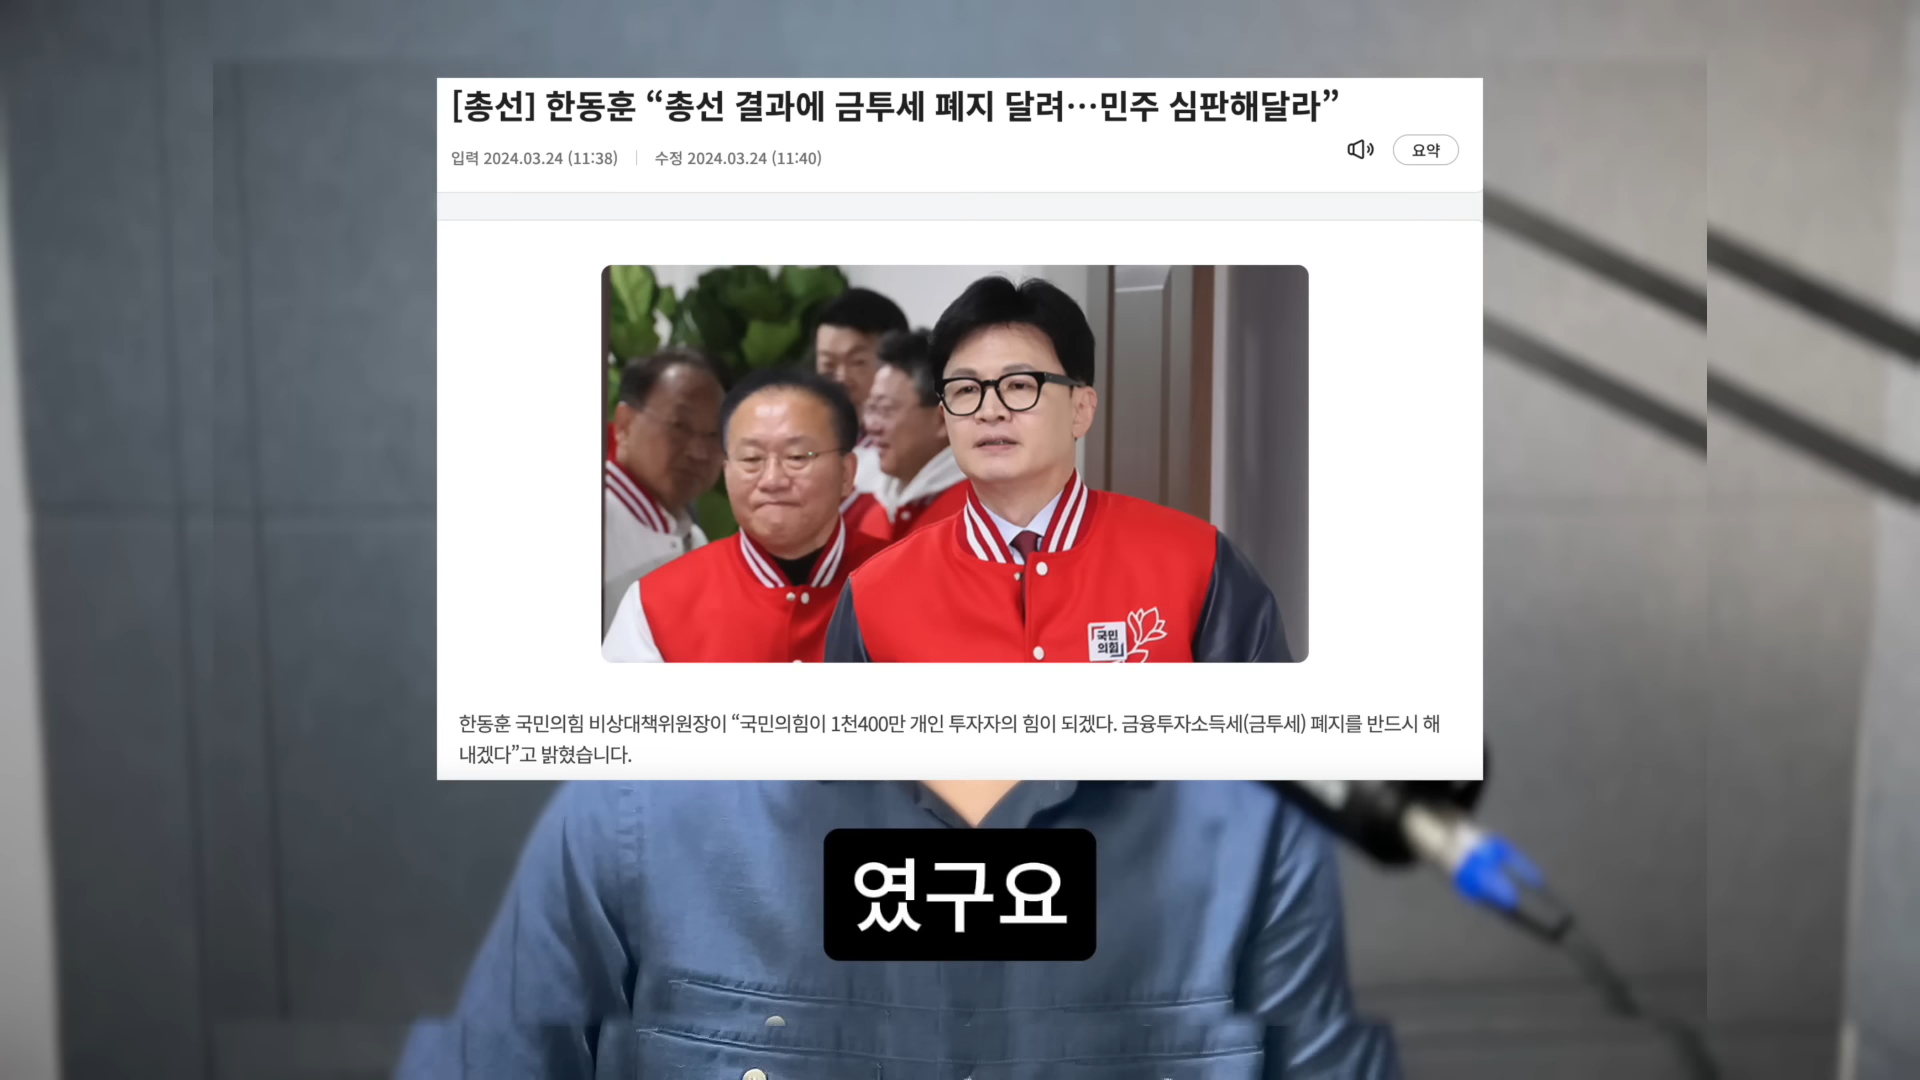 [총선] 한동훈 “총선 결과에 금투세 폐지 달려…민주 심판해달라”
입력 2024.03.24 (11:38) | 수정 2024.03.24 (11:40)
요약
국민
의힘
한동훈 국민의힘 비상대책위원장이 “국민의힘이 1천400만 개인 투자자의 힘이 되겠다. 금융투자소득세(금투세) 폐지를 반드시 해
내겠다”고 밝혔습니다.
였구요